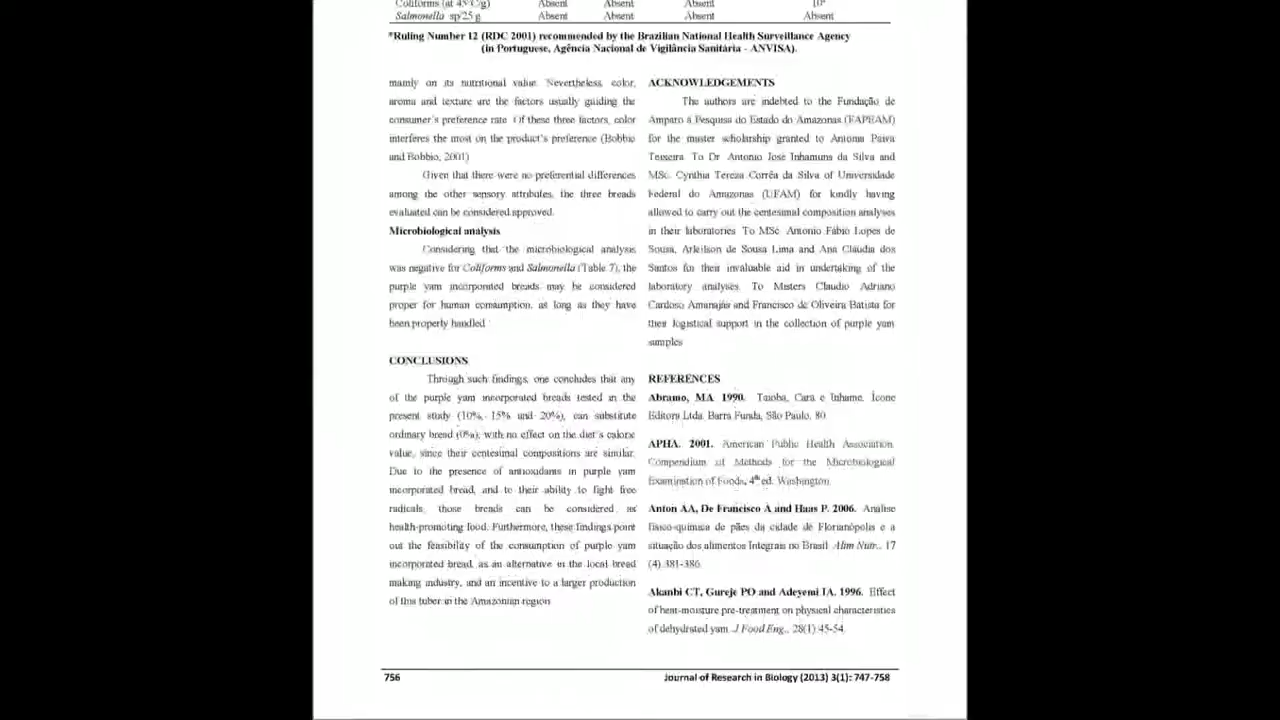 Coliforms (at 45°C/g) Absent Absent Absent 10³
Salmonella sp/25 g Absent Absent Absent Absent
*Ruling Number 12 (RDC 2001) recommended by the Brazilian National Health Surveillance Agency
(in Portuguese, Agência Nacional de Vigilância Sanitária - ANVISA).
mainly on its nutritional value. Nevertheless, color,
aroma and texture are the factors usually guiding the
consumer's preference rate. Of these three factors, color
interferes the most on the product's preference (Bobbio
and Bobbio, 2001)
Given that there were no preferential differences
among the other sensory attributes, the three breads
evaluated can be considered approved.
Microbiological analysis
Considering that the microbiological analysis
was negative for Coliforms and Salmonella (Table 7), the
purple yam incorporated breads may be considered
proper for human consumption, as long as they have
been properly handled.
CONCLUSIONS
Through such findings, one concludes that any
of the purple yam incorporated breads tested in the
present study (10%, 15% and 20%), can substitute
ordinary bread (0%), with no effect on the diet's calorie
value, since their centesimal compositions are similar.
Due to the presence of antioxidants in purple yam
incorporated bread, and to their ability to fight free
radicals, those breads can be considered as
health-promoting food. Furthermore, these findings point
out the feasibility of the consumption of purple yam
incorporated bread, as an alternative in the local bread
making industry, and an incentive to a larger production
of this tuber in the Amazonian region
ACKNOWLEDGEMENTS
The authors are indebted to the Fundação de
Amparo à Pesquisa do Estado do Amazonas (FAPEAM)
for the master scholarship granted to Antonia Paiva
Teixeira. To Dr. Antonio Jose Inhamuns da Silva and
MSc. Cynthia Tereza Corrêa da Silva of Universidade
Federal do Amazonas (UFAM) for kindly having
allowed to carry out the centesimal composition analyses
in their laboratories. To MSc. Antonio Fábio Lopes de
Sousa, Arleilson de Sousa Lima and Ana Cláudia dos
Santos for their invaluable aid in undertaking of the
laboratory analyses. To Misters Claudio Adriano
Cardoso Amanajás and Francisco de Oliveira Batista for
their logistical support in the collection of purple yam
samples
REFERENCES
Abramo, MA 1990. Taioba, Cara e Inhame. Ícone
Editora Ltda. Barra Funda, São Paulo. 80
APHA. 2001. American Public Health Association.
Compendium of Methods for the Microbiological
Examination of Foods, 4th ed. Washington.
Anton AA, De Francisco A and Haas P. 2006. Análise
físico-química de pães da cidade de Florianópolis e a
situação dos alimentos Integrais no Brasil. Alim Nutr., 17
(4):381-386.
Akanbi CT, Gureje PO and Adeyemi IA. 1996. Effect
of heat-moisture pre-treatment on physical characteristics
of dehydrated yam. J Food Eng., 28(1):45-54.
756 Journal of Research in Biology (2013) 3(1): 747-758